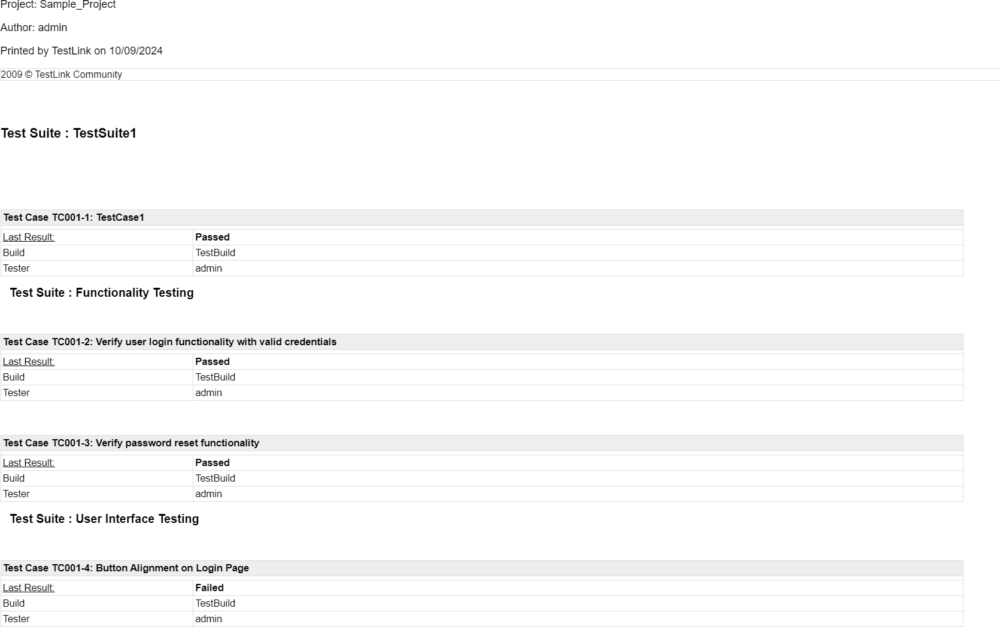 Project: Sample_Project
Author: admin
Printed by TestLink on 10/09/2024
2009 © TestLink Community
Test Suite : TestSuite1
Test Case TC001-1: TestCase1
Last Result: Passed
Build TestBuild
Tester admin
Test Suite : Functionality Testing
Test Case TC001-2: Verify user login functionality with valid credentials
Last Result: Passed
Build TestBuild
Tester admin
Test Case TC001-3: Verify password reset functionality
Last Result: Passed
Build TestBuild
Tester admin
Test Suite : User Interface Testing
Test Case TC001-4: Button Alignment on Login Page
Last Result: Failed
Build TestBuild
Tester admin